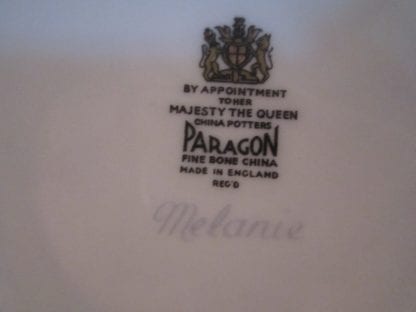 BY APPOINTMENT
TO HER
MAJESTY THE QUEEN
CHINA POTTERS
PARAGON
FINE BONE CHINA
MADE IN ENGLAND
REG'D
Melanie